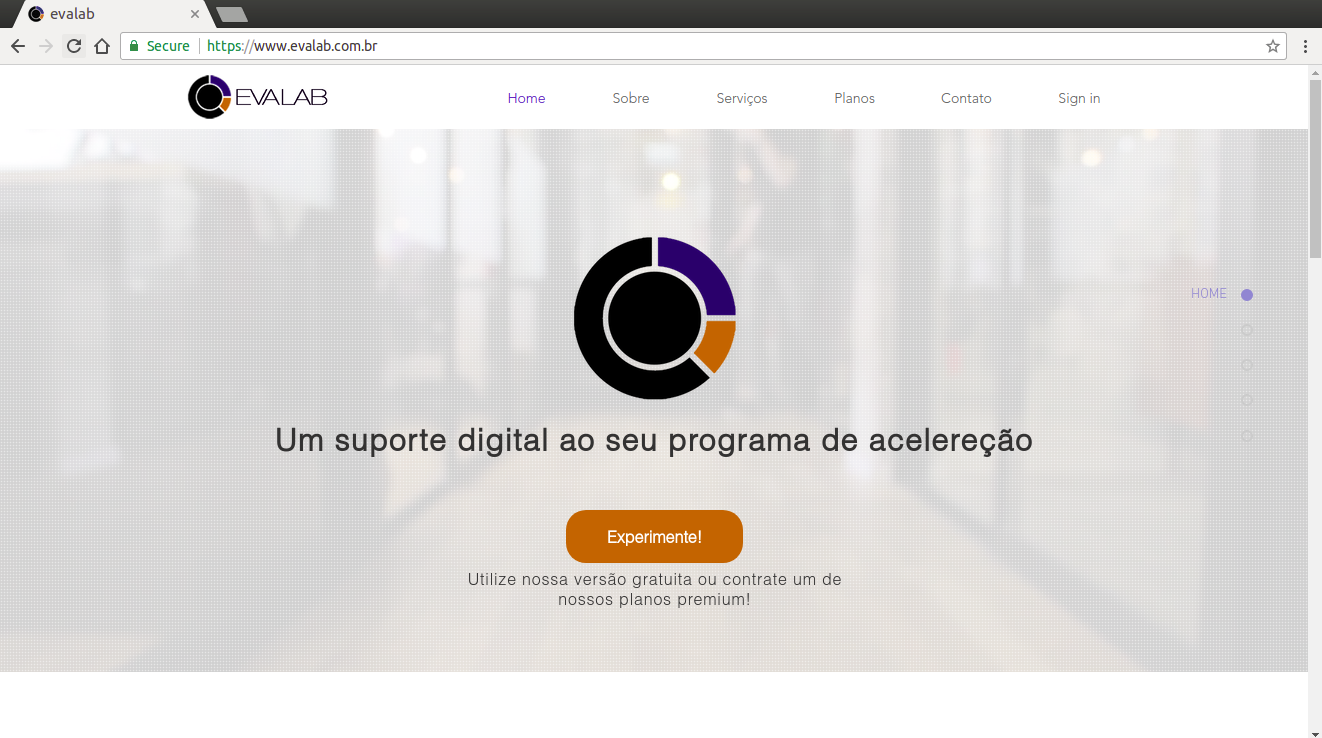 evalab
Secure https://www.evalab.com.br
EVALAB
Home Sobre Serviços Planos Contato Sign in
HOME
Um suporte digital ao seu programa de acelereção
Experimente!
Utilize nossa versão gratuita ou contrate um de
nossos planos premium!